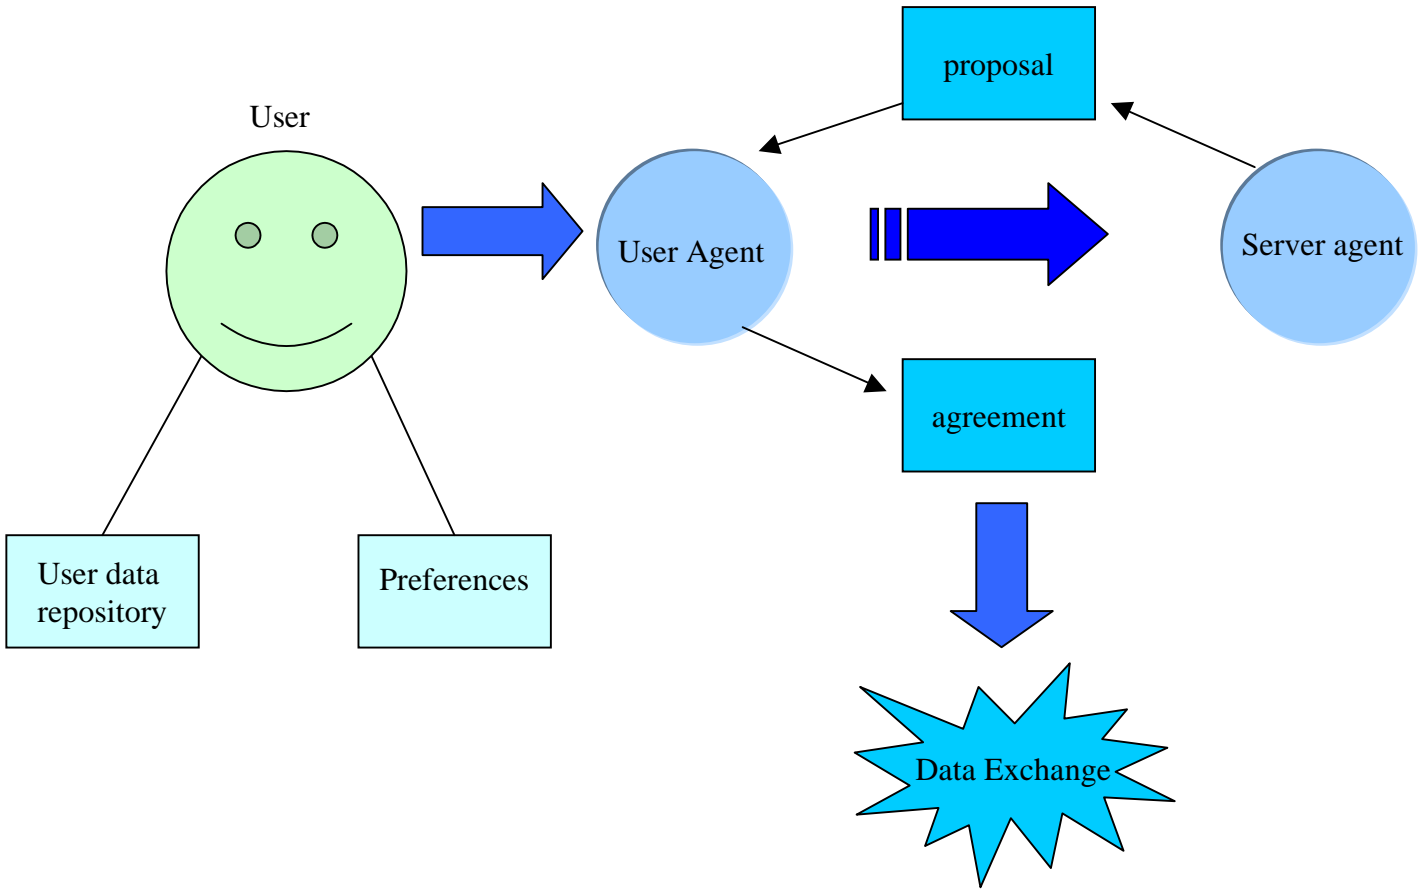 proposal
User
User Agent
Server agent
agreement
User data
repository
Preferences
Data Exchange